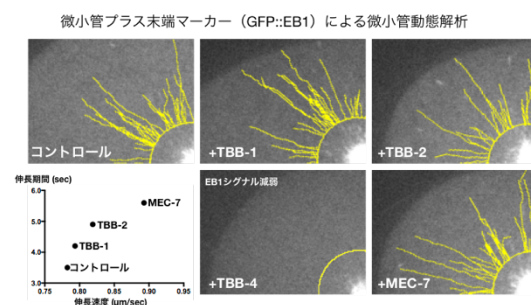 微小管プラス末端マーカー（GFP::EB1）による微小管動態解析
コントロール
+TBB-1
+TBB-2
伸長期間 (sec)
6.0
5.0
4.0
3.0
MEC-7
TBB-2
TBB-1
コントロール
0.75
0.80
0.85
0.90
0.95
伸長速度 (μm/sec)
EB1シグナル減弱
+TBB-4
+MEC-7